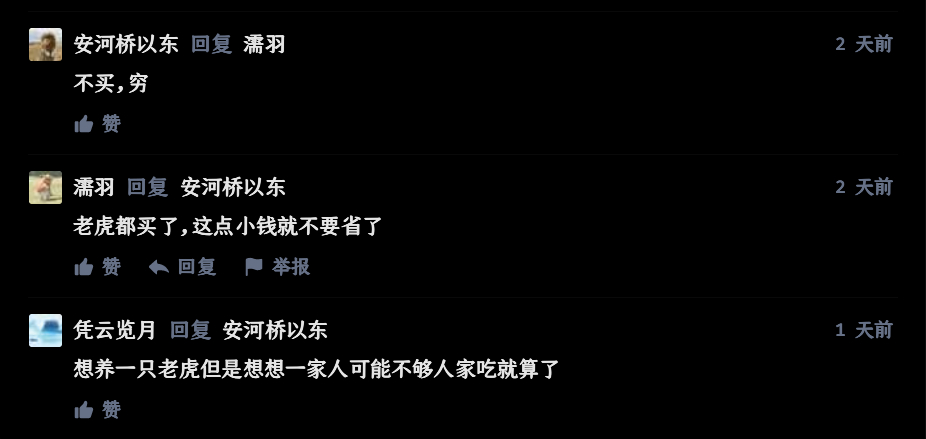 安河桥以东 回复 濡羽 2 天前
不买,穷
赞
濡羽 回复 安河桥以东 2 天前
老虎都买了,这点小钱就不要省了
赞 回复 举报
凭云览月 回复 安河桥以东 1 天前
想养一只老虎但是想想一家人可能不够人家吃就算了
赞